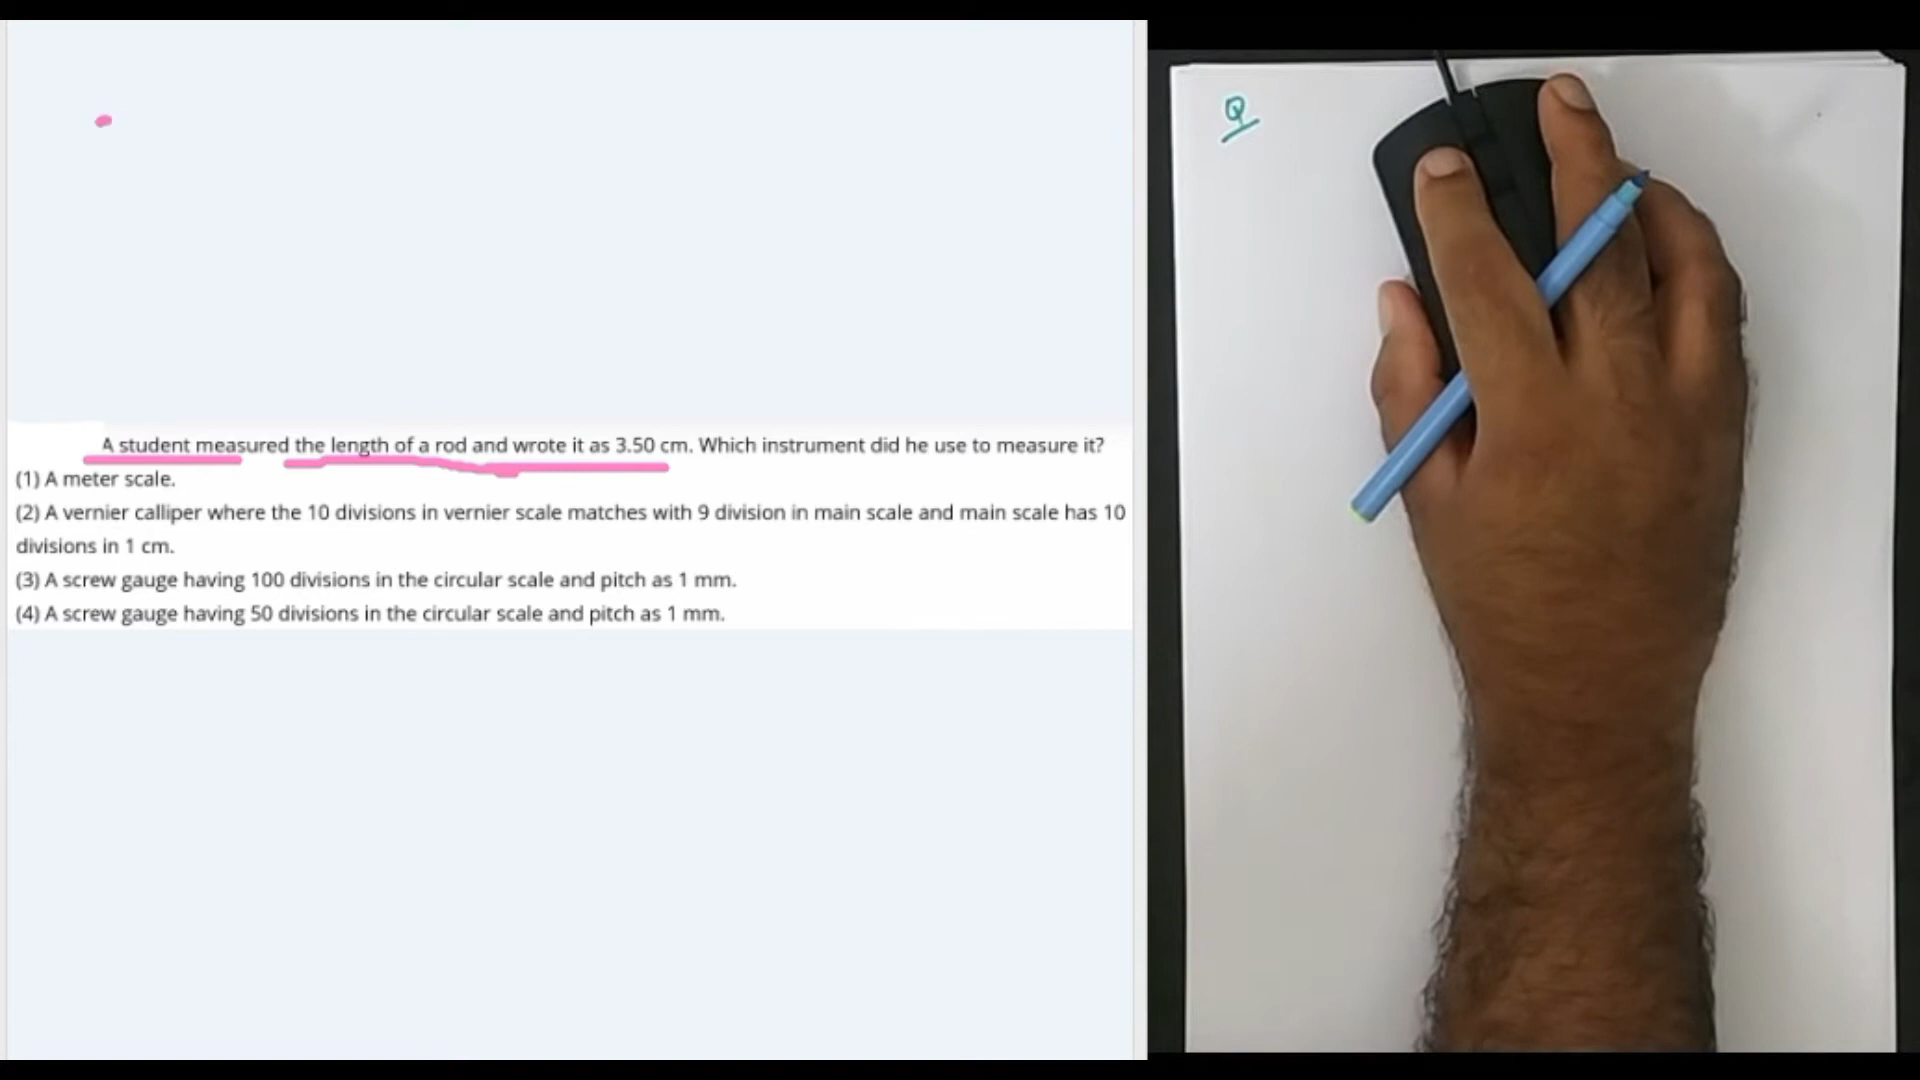 A student measured the length of a rod and wrote it as 3.50 cm. Which instrument did he use to measure it?
(1) A meter scale.
(2) A vernier calliper where the 10 divisions in vernier scale matches with 9 division in main scale and main scale has 10
divisions in 1 cm.
(3) A screw gauge having 100 divisions in the circular scale and pitch as 1 mm.
(4) A screw gauge having 50 divisions in the circular scale and pitch as 1 mm.
Q